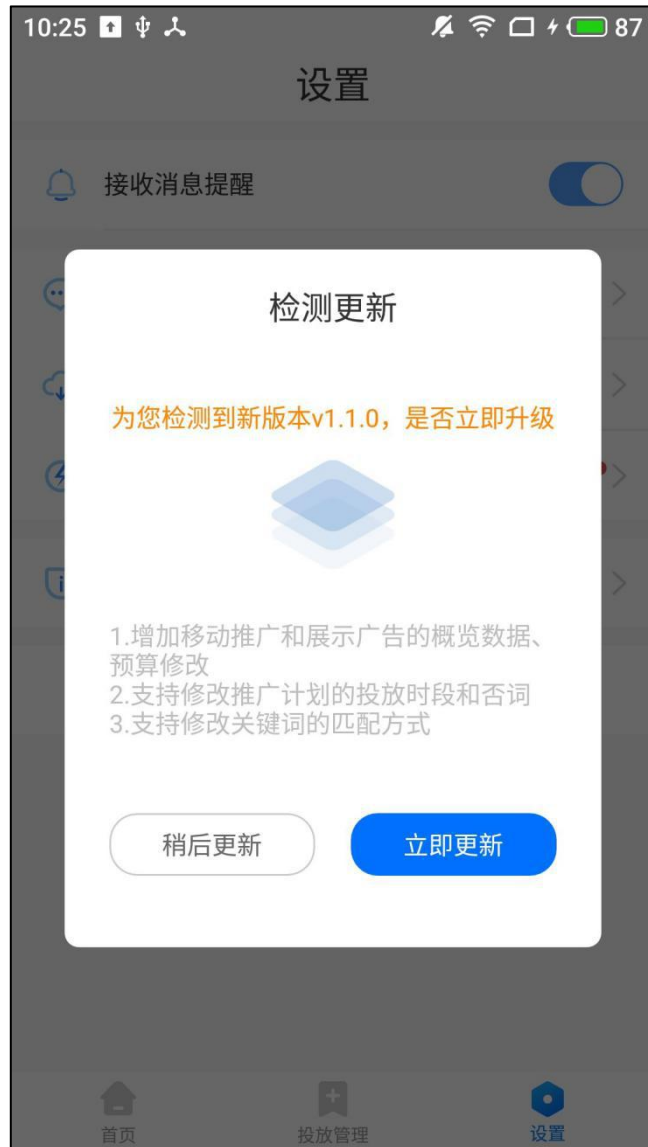 10:25
87
设置
接收消息提醒
检测更新
为您检测到新版本v1.1.0，是否立即升级
1.增加移动推广和展示广告的概览数据、
预算修改
2.支持修改推广计划的投放时段和否词
3.支持修改关键词的匹配方式
稍后更新
立即更新
首页
投放管理
设置